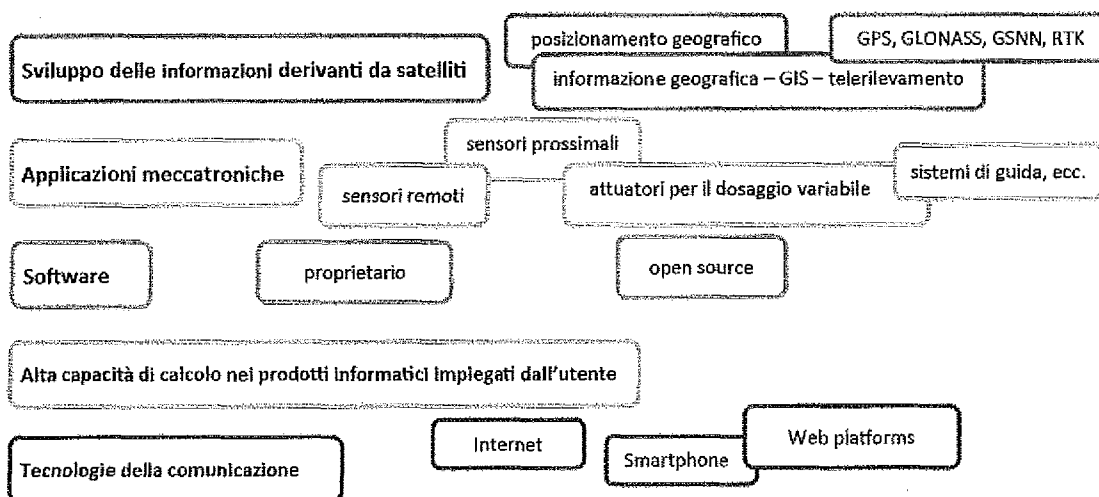 posizionamento geografico
GPS, GLONASS, GSNN, RTK
Sviluppo delle informazioni derivanti da satelliti
informazione geografica – GIS – telerilevamento
sensori prossimali
Applicazioni meccatroniche
sensori remoti
attuatori per il dosaggio variabile
sistemi di guida, ecc.
Software
proprietario
open source
Alta capacità di calcolo nei prodotti informatici impiegati dall'utente
Internet
Web platforms
Smartphone
Tecnologie della comunicazione